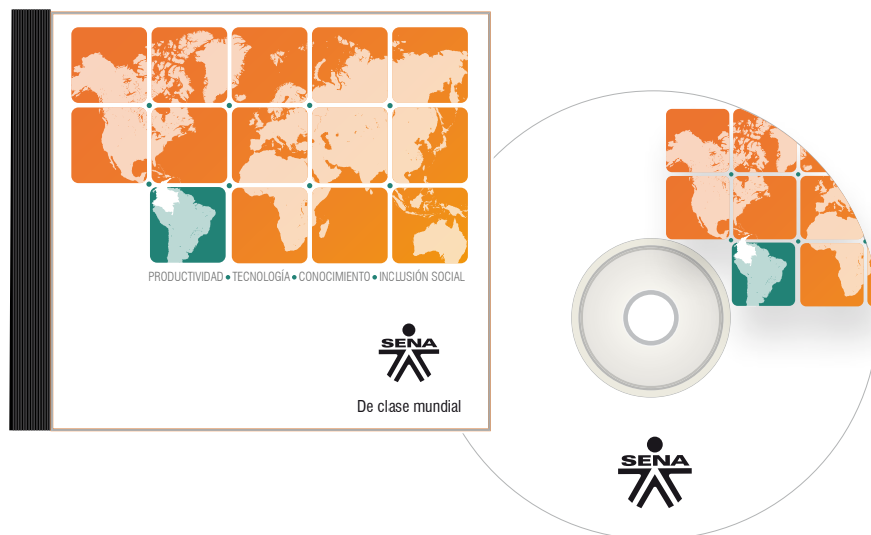 PRODUCTIVIDAD • TECNOLOGÍA • CONOCIMIENTO • INCLUSIÓN SOCIAL
SENA
De clase mundial
SENA